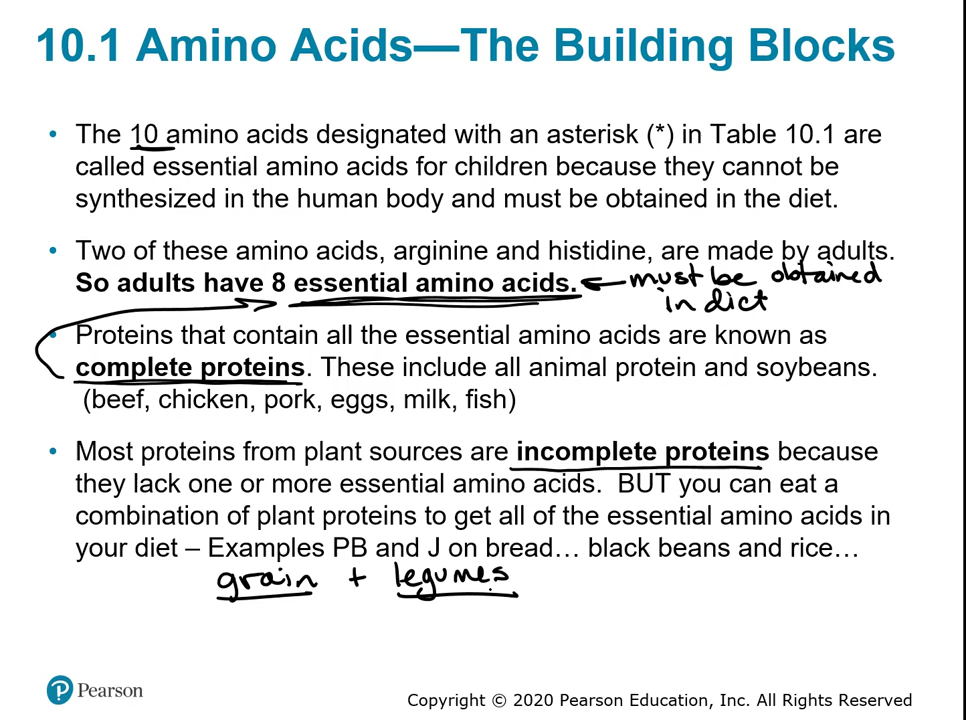 10.1 Amino Acids—The Building Blocks
• The 10 amino acids designated with an asterisk (*) in Table 10.1 are
called essential amino acids for children because they cannot be
synthesized in the human body and must be obtained in the diet.
• Two of these amino acids, arginine and histidine, are made by adults.
So adults have 8 essential amino acids. must be obtained
in diet
• Proteins that contain all the essential amino acids are known as
complete proteins. These include all animal protein and soybeans.
(beef, chicken, pork, eggs, milk, fish)
• Most proteins from plant sources are incomplete proteins because
they lack one or more essential amino acids. BUT you can eat a
combination of plant proteins to get all of the essential amino acids in
your diet – Examples PB and J on bread… black beans and rice…
grain + legumes
Pearson
Copyright © 2020 Pearson Education, Inc. All Rights Reserved